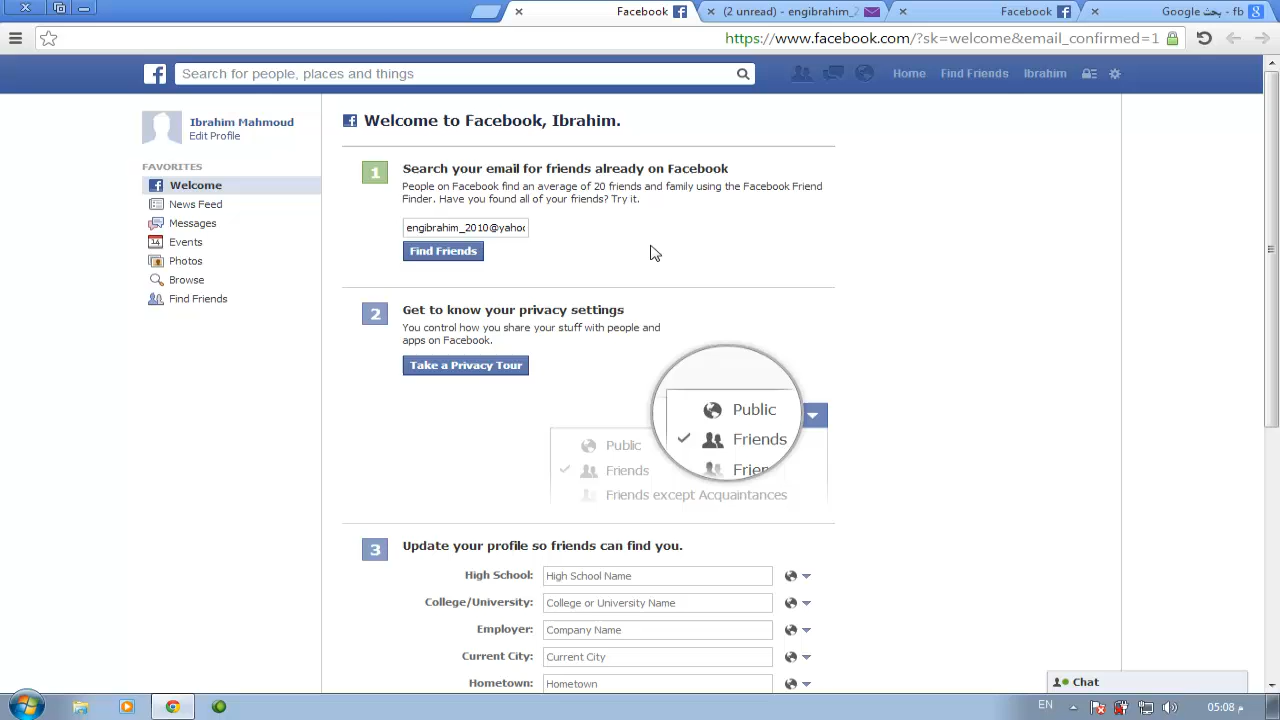 Facebook
(2 unread) - engibrahim_2
Facebook
Google بحث - fb
https://www.facebook.com/?sk=welcome&email_confirmed=1
Search for people, places and things
Home
Find Friends
Ibrahim
Ibrahim Mahmoud
Edit Profile
FAVORITES
Welcome
News Feed
Messages
14
Events
Photos
Browse
Find Friends
Welcome to Facebook, Ibrahim.
1
Search your email for friends already on Facebook
People on Facebook find an average of 20 friends and family using the Facebook Friend
Finder. Have you found all of your friends? Try it.
engibrahim_2010@yahoo
Find Friends
2
Get to know your privacy settings
You control how you share your stuff with people and
apps on Facebook.
Take a Privacy Tour
Public
Friends
Public
Friends
Friends except Acquaintances
3
Update your profile so friends can find you.
High School: High School Name
College/University: College or University Name
Employer: Company Name
Current City: Current City
Hometown: Hometown
Chat
EN
05:08 م